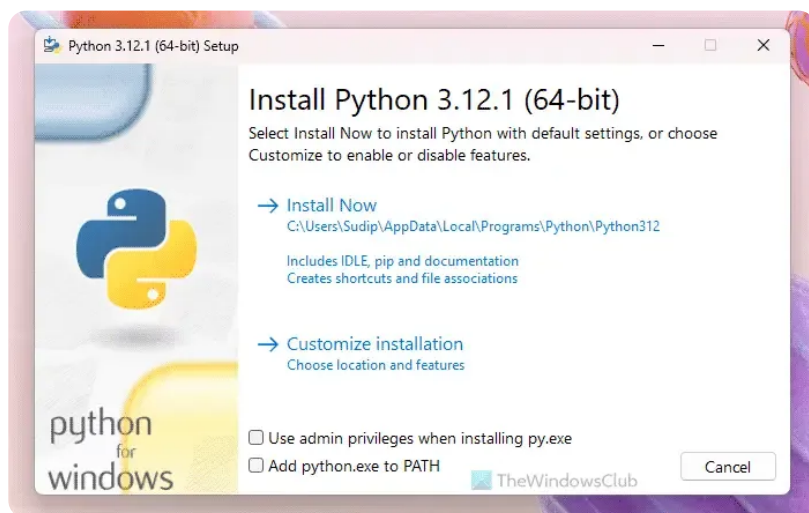 Python 3.12.1 (64-bit) Setup
Install Python 3.12.1 (64-bit)
Select Install Now to install Python with default settings, or choose
Customize to enable or disable features.
Install Now
C:\Users\Sudip\AppData\Local\Programs\Python\Python312
Includes IDLE, pip and documentation
Creates shortcuts and file associations
Customize installation
Choose location and features
python
for
windows
Use admin privileges when installing py.exe
Add python.exe to PATH
TheWindowsClub
Cancel